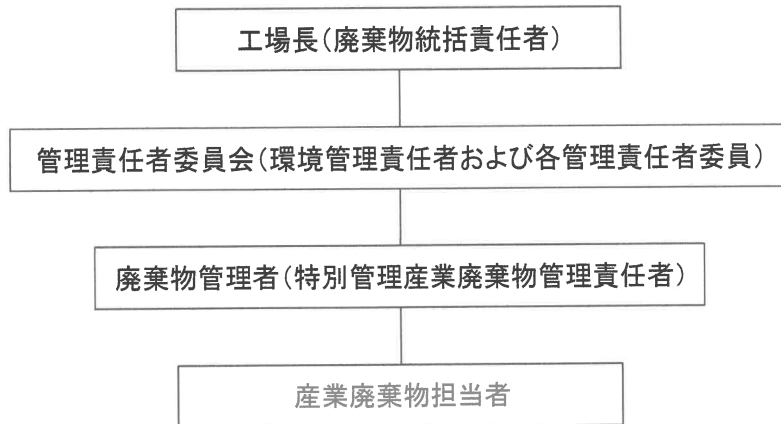 工場長（廃棄物統括責任者）
管理責任者委員会（環境管理責任者および各管理責任者委員）
廃棄物管理者（特別管理産業廃棄物管理責任者）
産業廃棄物担当者